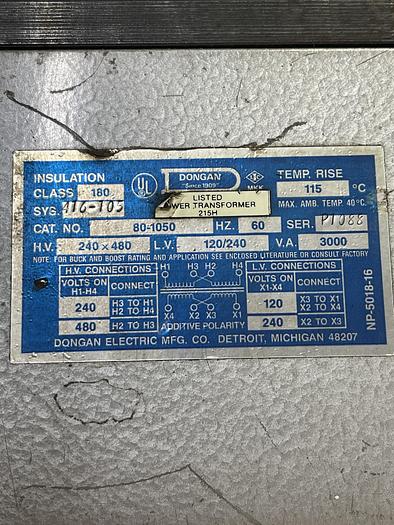 INSULATION
CLASS 180
UL
DONGAN
"Since 1909"
MKK
TEMP. RISE
115 °C
LISTED
WER TRANSFORMER
215H
MAX. AMB. TEMP 40°C.
SYS. 416-103
CAT. NO. 80-1050 HZ. 60 SER.
H.V. 240 x 480 L.V. 120/240 V.A. 3000
NOTE: FOR BUCK AND BOOST RATING AND APPLICATION SEE ENCLOSED LITERATURE OR CONSULT FACTORY
H.V. CONNECTIONS
VOLTS ON H1-H4 CONNECT
240 H3 TO H1
H2 TO H4
480 H2 TO H3
H1 H3 H2 H4
X4 X2 X3 X1
ADDITIVE POLARITY
L.V. CONNECTIONS
VOLTS ON X1-X4 CONNECT
120 X3 TO X1
X2 TO X4
240 X2 TO X3
DONGAN ELECTRIC MFG. CO. DETROIT, MICHIGAN 48207
NP-5018-16